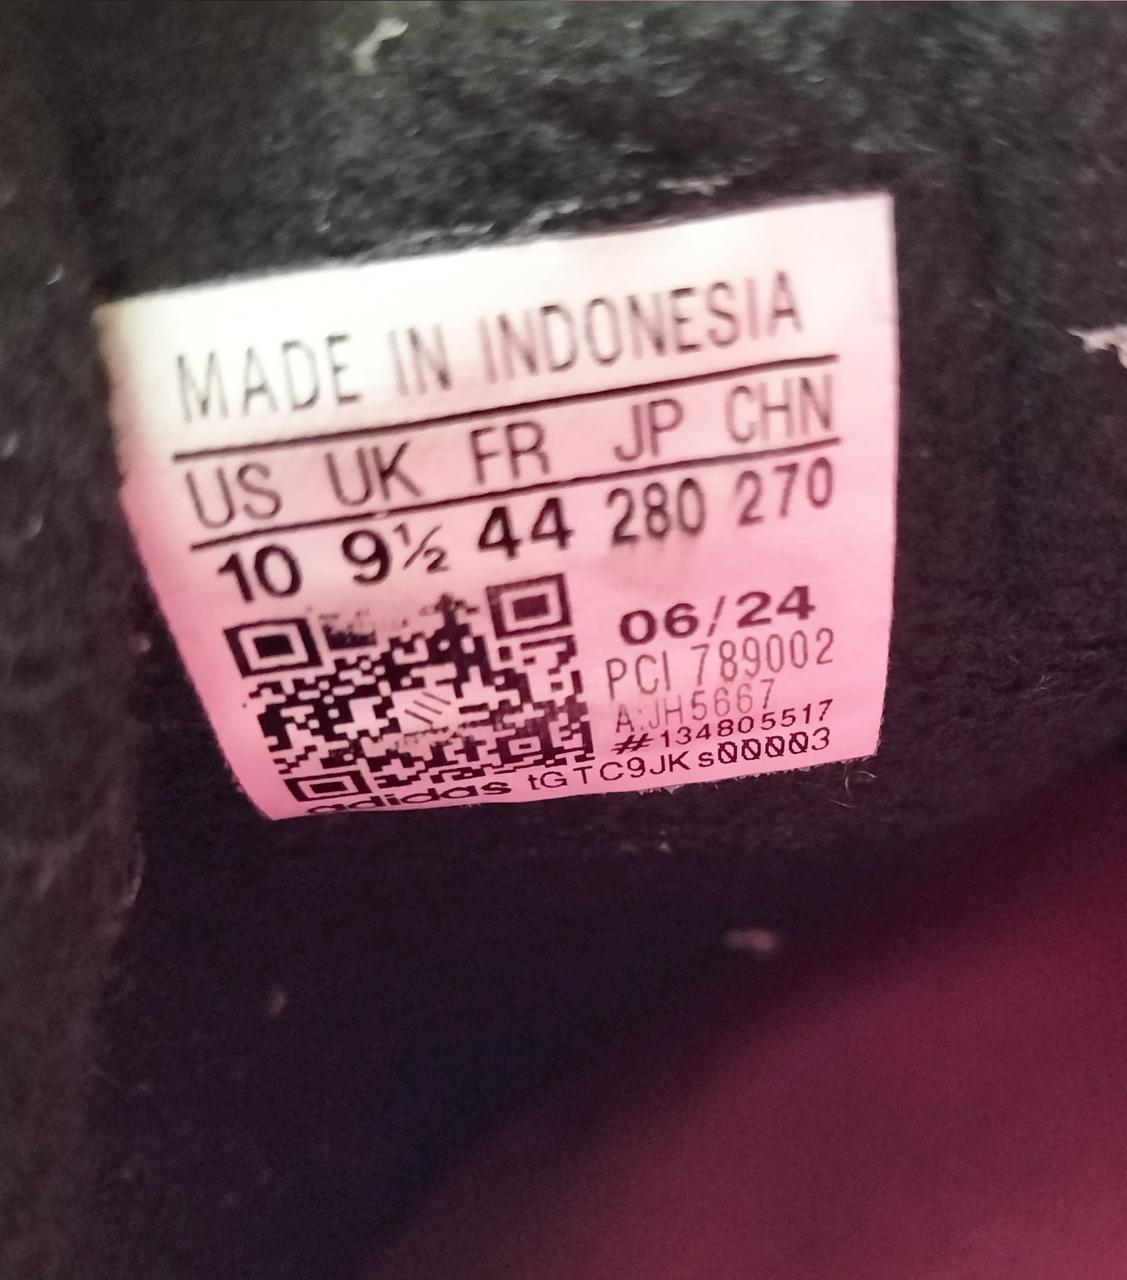 MADE IN INDONESIA
US UK FR JP CHN
10 9½ 44 280 270
06/24
PCI 789002
A:JH5667
#134805517
adidas tGTC9JKs00003